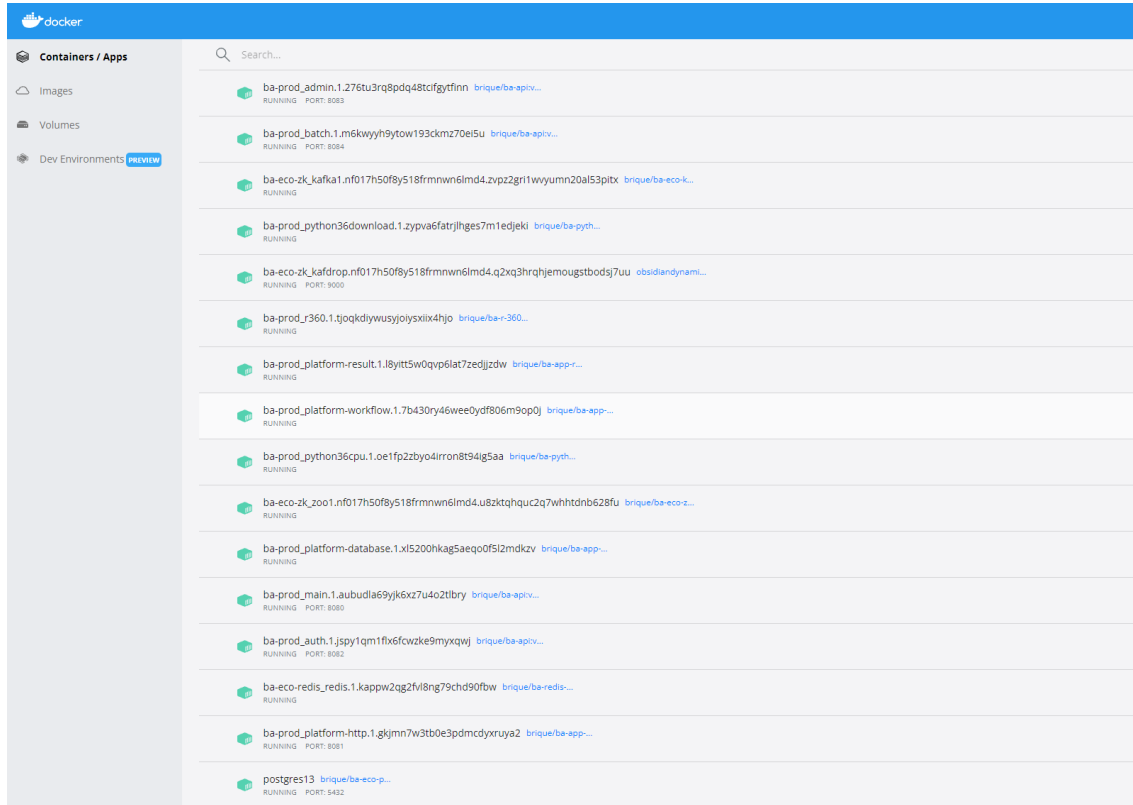 docker
Containers / Apps
Images
Volumes
Dev Environments PREVIEW
Search...
ba-prod_admin.1.276tu3rq8pdq48tcifgytfinn brique/ba-api:v...
RUNNING PORT: 8083
ba-prod_batch.1.m6kwyyh9ytow193ckmz70ei5u brique/ba-api:v...
RUNNING PORT: 8084
ba-eco-zk_kafka1.nf017h50f8y518frmnwn6lmd4.zvpz2gri1wvyumn20al53pitx brique/ba-eco-k...
RUNNING
ba-prod_python36download.1.zypva6fatrjlhges7m1edjeki brique/ba-pyth...
RUNNING
ba-eco-zk_kafdrop.nf017h50f8y518frmnwn6lmd4.q2xq3hrqhjemougstbodsj7uu obsidiandynami...
RUNNING PORT: 9000
ba-prod_r360.1.tjoqkdiywusyjoiysxiix4hjo brique/ba-r-360...
RUNNING
ba-prod_platform-result.1.l8yitt5w0qvp6lat7zedjjzdw brique/ba-app-r...
RUNNING
ba-prod_platform-workflow.1.7b430ry46wee0ydf806m9op0j brique/ba-app-...
RUNNING
ba-prod_python36cpu.1.oe1fp2zbyo4irron8t94ig5aa brique/ba-pyth...
RUNNING
ba-eco-zk_zoo1.nf017h50f8y518frmnwn6lmd4.u8zktqhquc2q7whhtdnb628fu brique/ba-eco-z...
RUNNING
ba-prod_platform-database.1.xl5200hkag5aeqo0f5l2mdkzv brique/ba-app-...
RUNNING
ba-prod_main.1.aubudla69yjk6xz7u4o2tlbry brique/ba-api:v...
RUNNING PORT: 8080
ba-prod_auth.1.jspy1qm1flx6fcwzke9myxqwj brique/ba-api:v...
RUNNING PORT: 8082
ba-eco-redis_redis.1.kappw2qg2fvl8ng79chd90fbw brique/ba-redis-...
RUNNING
ba-prod_platform-http.1.gkjmn7w3tb0e3pdmcdyxruya2 brique/ba-app-...
RUNNING PORT: 8081
postgres13 brique/ba-eco-p...
RUNNING PORT: 5432